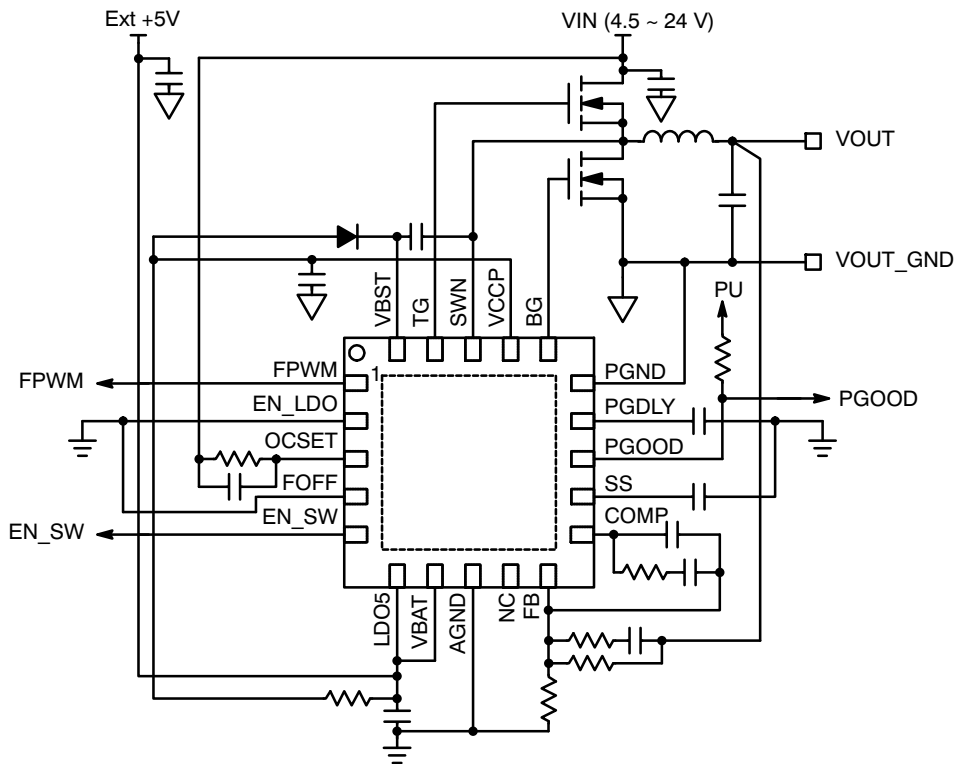 Ext +5V
VIN (4.5 ~ 24 V)
VOUT
VOUT_GND
VBST
TG
SWN
VCCP
BG
PU
FPWM
FPWM
1
PGND
EN_LDO
PGDLY
PGOOD
OCSET
PGOOD
FOFF
SS
EN_SW
EN_SW
COMP
LDO5
VBAT
AGND
NC
FB